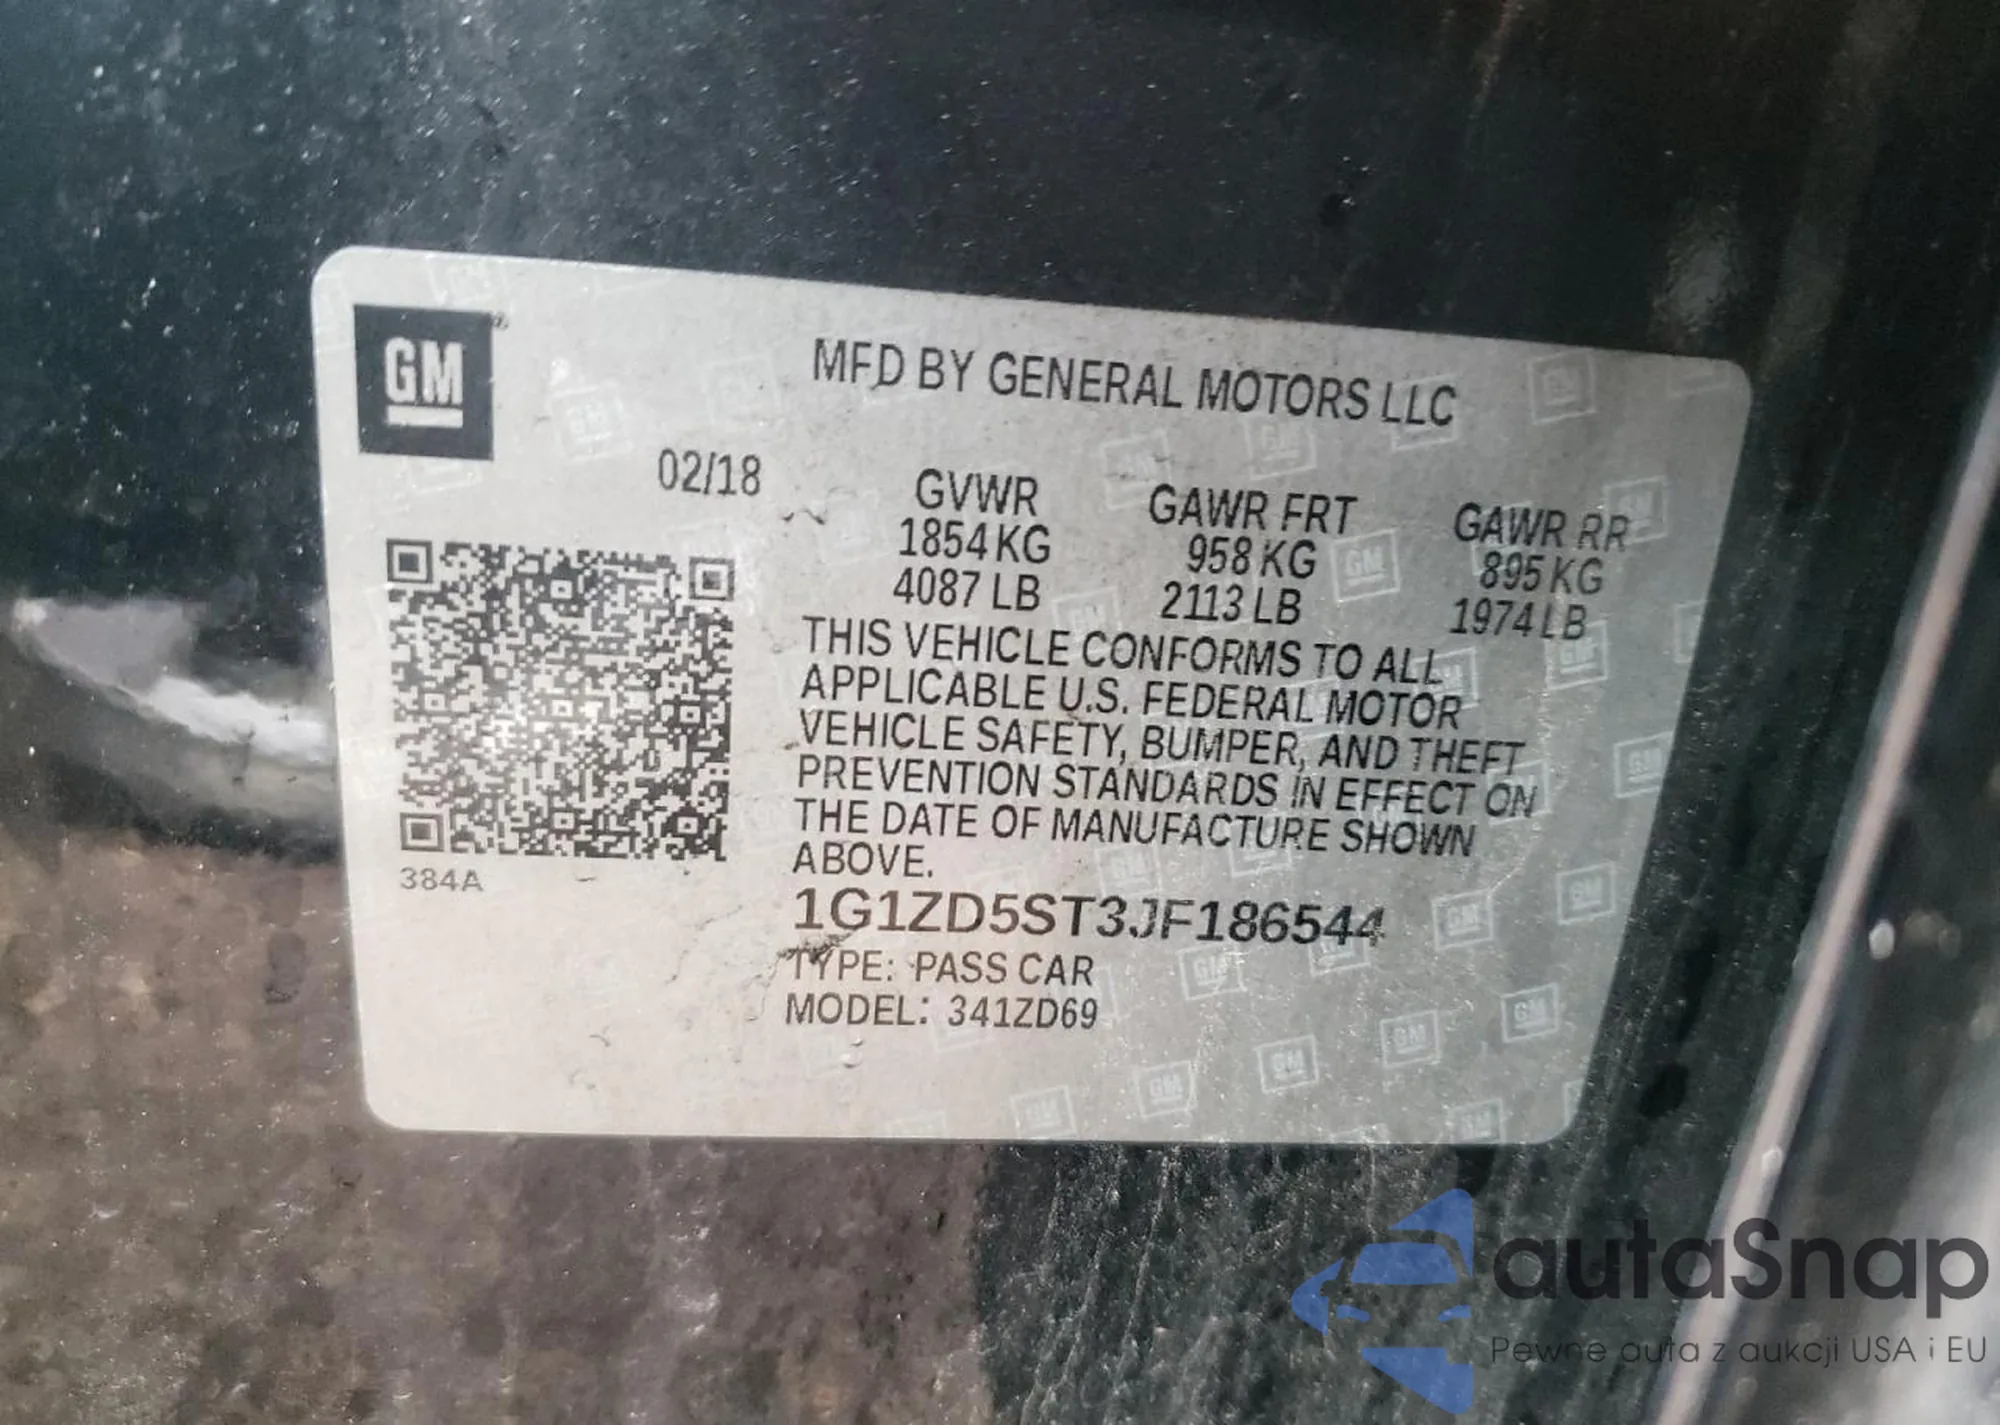 GM
MFD BY GENERAL MOTORS LLC
02/18
GVWR GAWR FRT GAWR RR
1854 KG 958 KG 895 KG
4087 LB 2113 LB 1974 LB
THIS VEHICLE CONFORMS TO ALL
APPLICABLE U.S. FEDERAL MOTOR
VEHICLE SAFETY, BUMPER, AND THEFT
PREVENTION STANDARDS IN EFFECT ON
THE DATE OF MANUFACTURE SHOWN
ABOVE.
384A
1G1ZD5ST3JF186544
TYPE: PASS CAR
MODEL: 341ZD69
autaSnap
Pewne auta z aukcji USA i EU